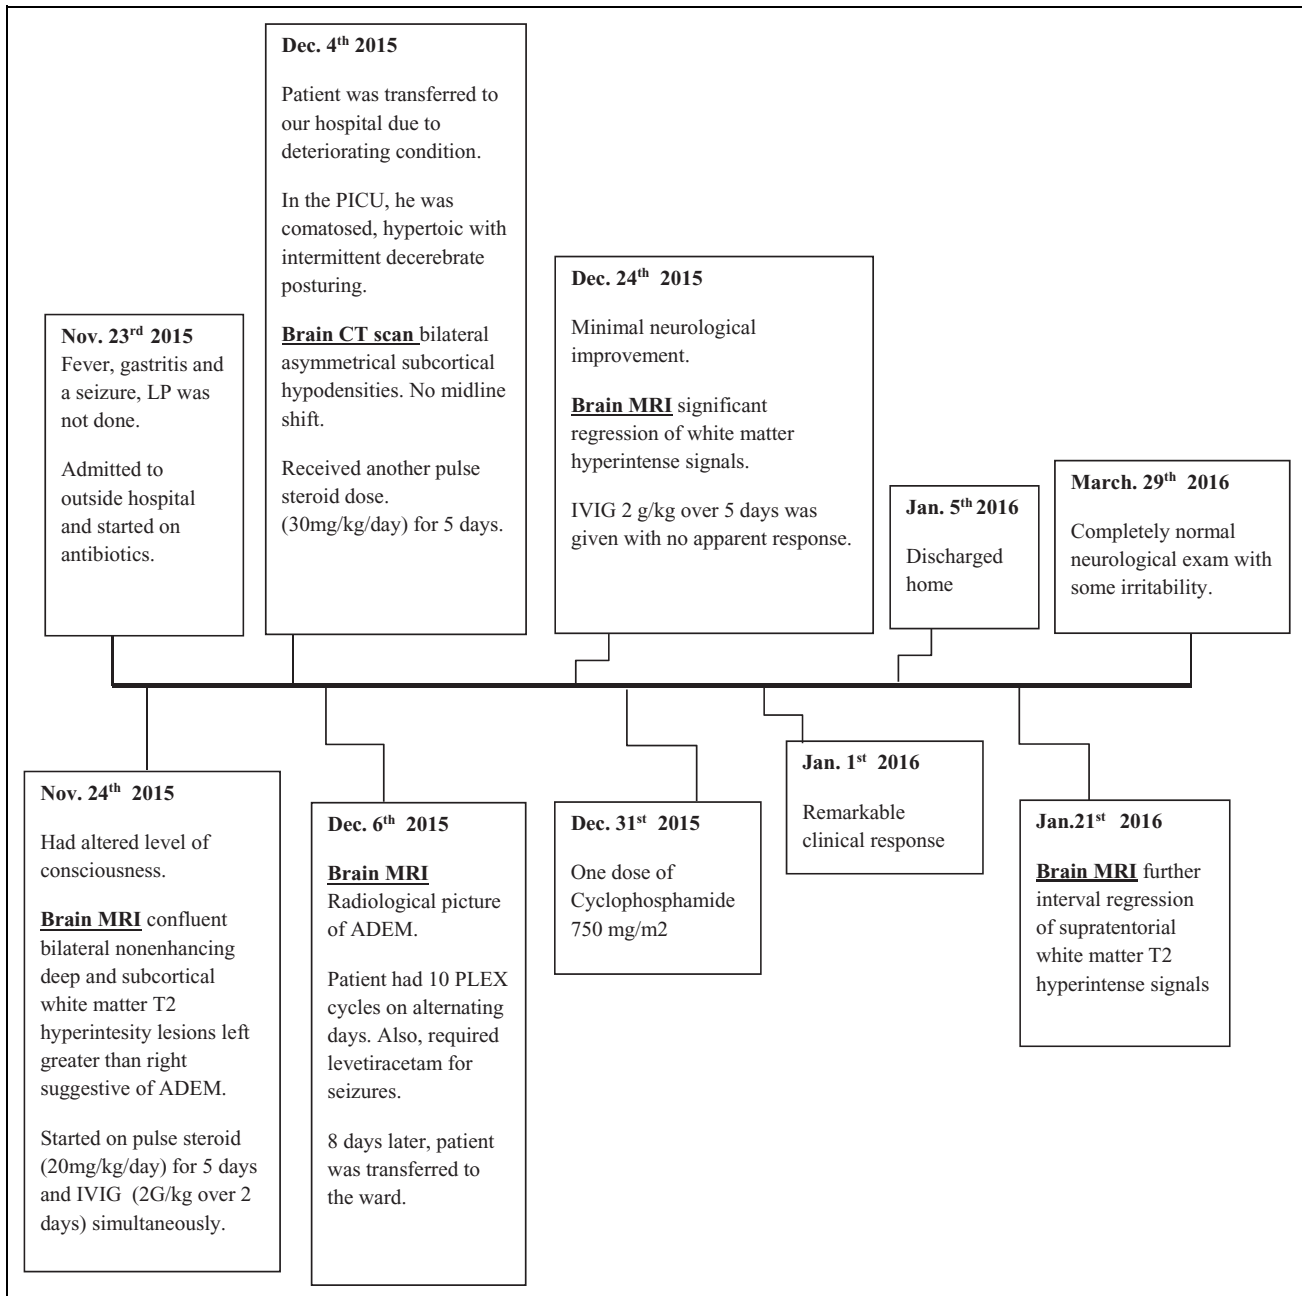 Nov. 23rd 2015
Fever, gastritis and
a seizure, LP was
not done.
Admitted to
outside hospital
and started on
antibiotics.
Nov. 24th 2015
Had altered level of
consciousness.
Brain MRI confluent
bilateral nonenhancing
deep and subcortical
white matter T2
hyperintesity lesions left
greater than right
suggestive of ADEM.
Started on pulse steroid
(20mg/kg/day) for 5 days
and IVIG (2G/kg over 2
days) simultaneously.
Dec. 4th 2015
Patient was transferred to
our hospital due to
deteriorating condition.
In the PICU, he was
comatosed, hypertoic with
intermittent decerebrate
posturing.
Brain CT scan bilateral
asymmetrical subcortical
hypodensities. No midline
shift.
Received another pulse
steroid dose.
(30mg/kg/day) for 5 days.
Dec. 6th 2015
Brain MRI
Radiological picture
of ADEM.
Patient had 10 PLEX
cycles on alternating
days. Also, required
levetiracetam for
seizures.
8 days later, patient
was transferred to
the ward.
Dec. 24th 2015
Minimal neurological
improvement.
Brain MRI significant
regression of white matter
hyperintense signals.
IVIG 2 g/kg over 5 days was
given with no apparent response.
Dec. 31st 2015
One dose of
Cyclophosphamide
750 mg/m2
Jan. 1st 2016
Remarkable
clinical response
Jan. 5th 2016
Discharged
home
Jan.21st 2016
Brain MRI further
interval regression
of supratentorial
white matter T2
hyperintense signals
March. 29th 2016
Completely normal
neurological exam with
some irritability.